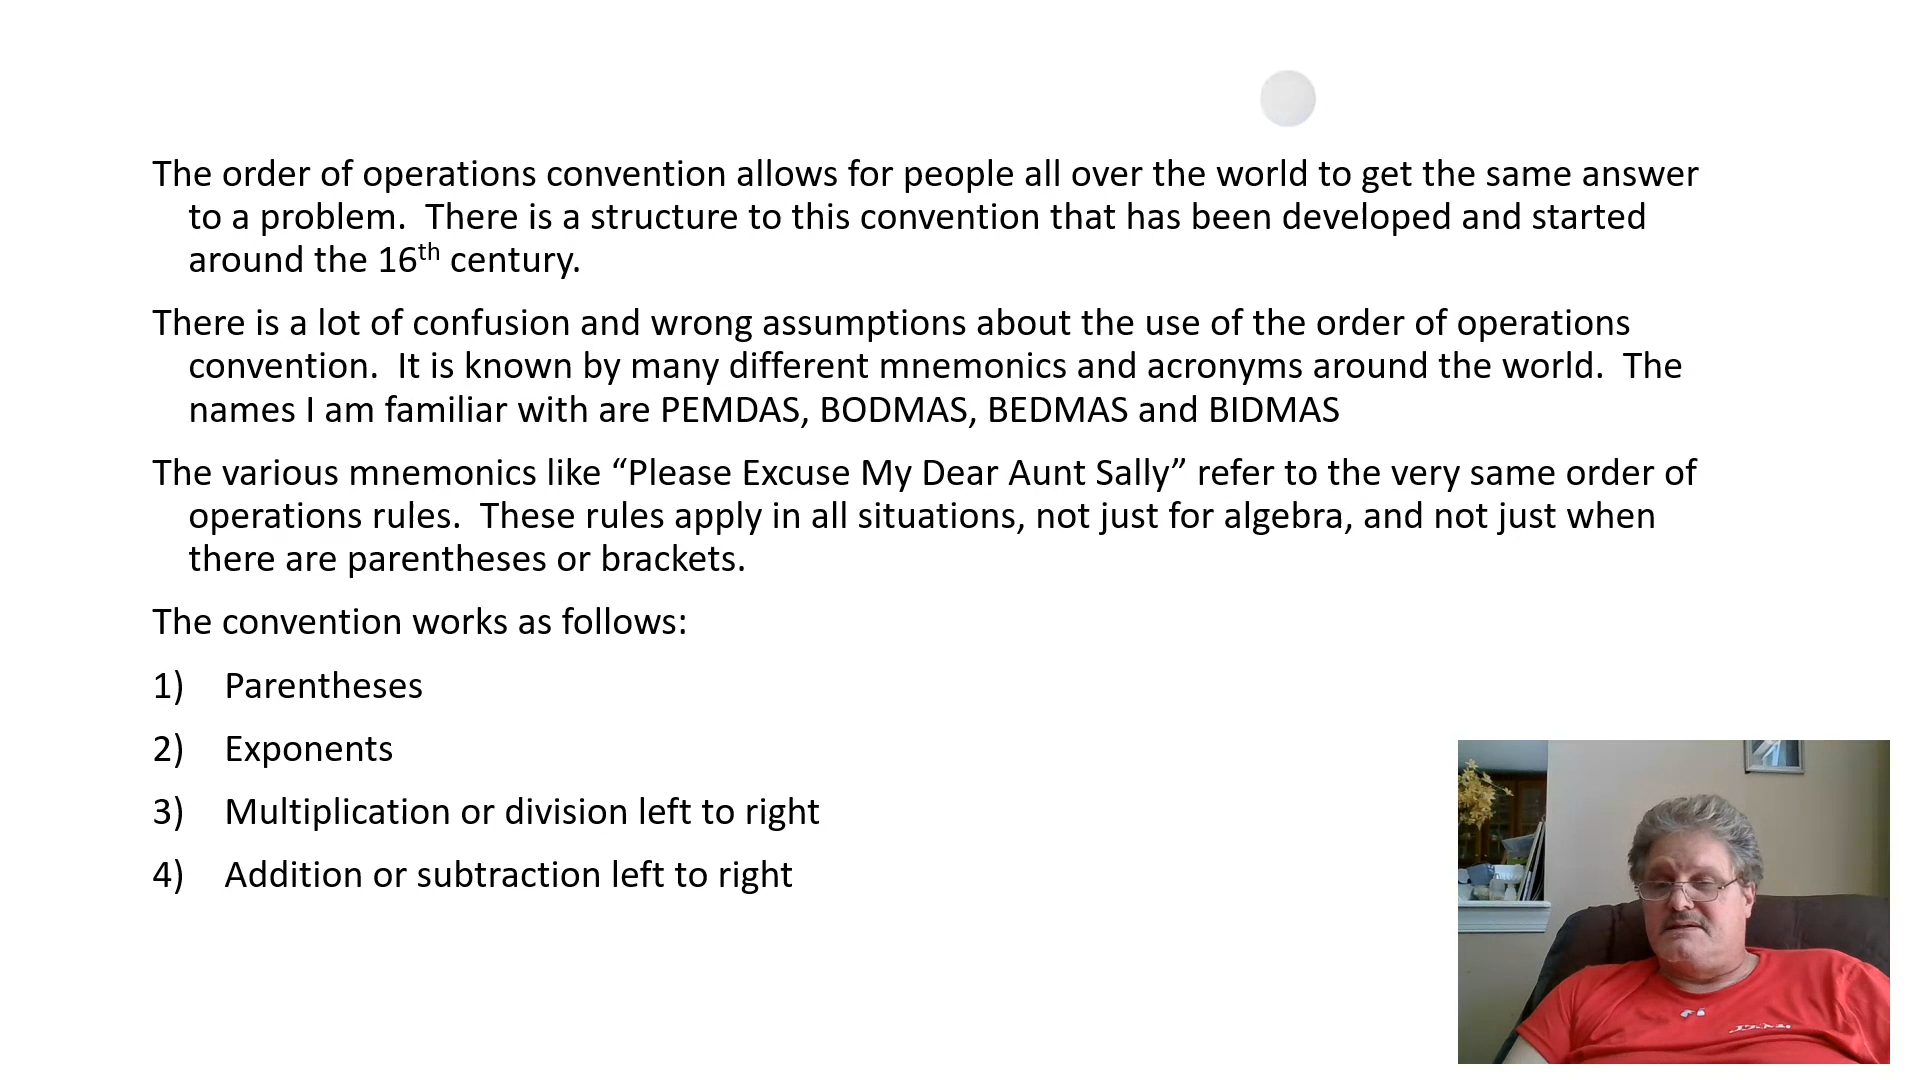 The order of operations convention allows for people all over the world to get the same answer
to a problem.  There is a structure to this convention that has been developed and started
around the 16th century.
There is a lot of confusion and wrong assumptions about the use of the order of operations
convention.  It is known by many different mnemonics and acronyms around the world.  The
names I am familiar with are PEMDAS, BODMAS, BEDMAS and BIDMAS
The various mnemonics like “Please Excuse My Dear Aunt Sally” refer to the very same order of
operations rules.  These rules apply in all situations, not just for algebra, and not just when
there are parentheses or brackets.
The convention works as follows:
1) Parentheses
2) Exponents
3) Multiplication or division left to right
4) Addition or subtraction left to right